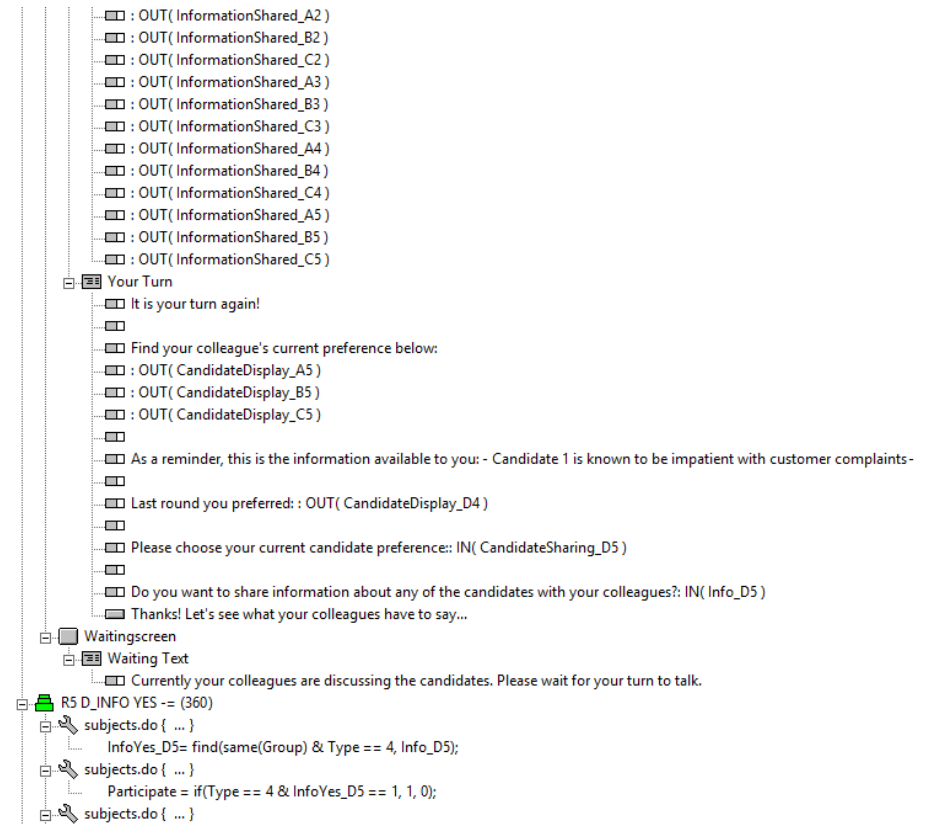 : OUT( InformationShared_A2 )
: OUT( InformationShared_B2 )
: OUT( InformationShared_C2 )
: OUT( InformationShared_A3 )
: OUT( InformationShared_B3 )
: OUT( InformationShared_C3 )
: OUT( InformationShared_A4 )
: OUT( InformationShared_B4 )
: OUT( InformationShared_C4 )
: OUT( InformationShared_A5 )
: OUT( InformationShared_B5 )
: OUT( InformationShared_C5 )
Your Turn
It is your turn again!
Find your colleague's current preference below:
: OUT( CandidateDisplay_A5 )
: OUT( CandidateDisplay_B5 )
: OUT( CandidateDisplay_C5 )
As a reminder, this is the information available to you: - Candidate 1 is known to be impatient with customer complaints-
Last round you preferred: : OUT( CandidateDisplay_D4 )
Please choose your current candidate preference:: IN( CandidateSharing_D5 )
Do you want to share information about any of the candidates with your colleagues?: IN( Info_D5 )
Thanks! Let's see what your colleagues have to say...
Waitingscreen
Waiting Text
Currently your colleagues are discussing the candidates. Please wait for your turn to talk.
R5 D_INFO YES -= (360)
subjects.do { ... }
InfoYes_D5= find(same(Group) & Type == 4, Info_D5);
subjects.do { ... }
Participate = if(Type == 4 & InfoYes_D5 == 1, 1, 0);
subjects.do { ... }